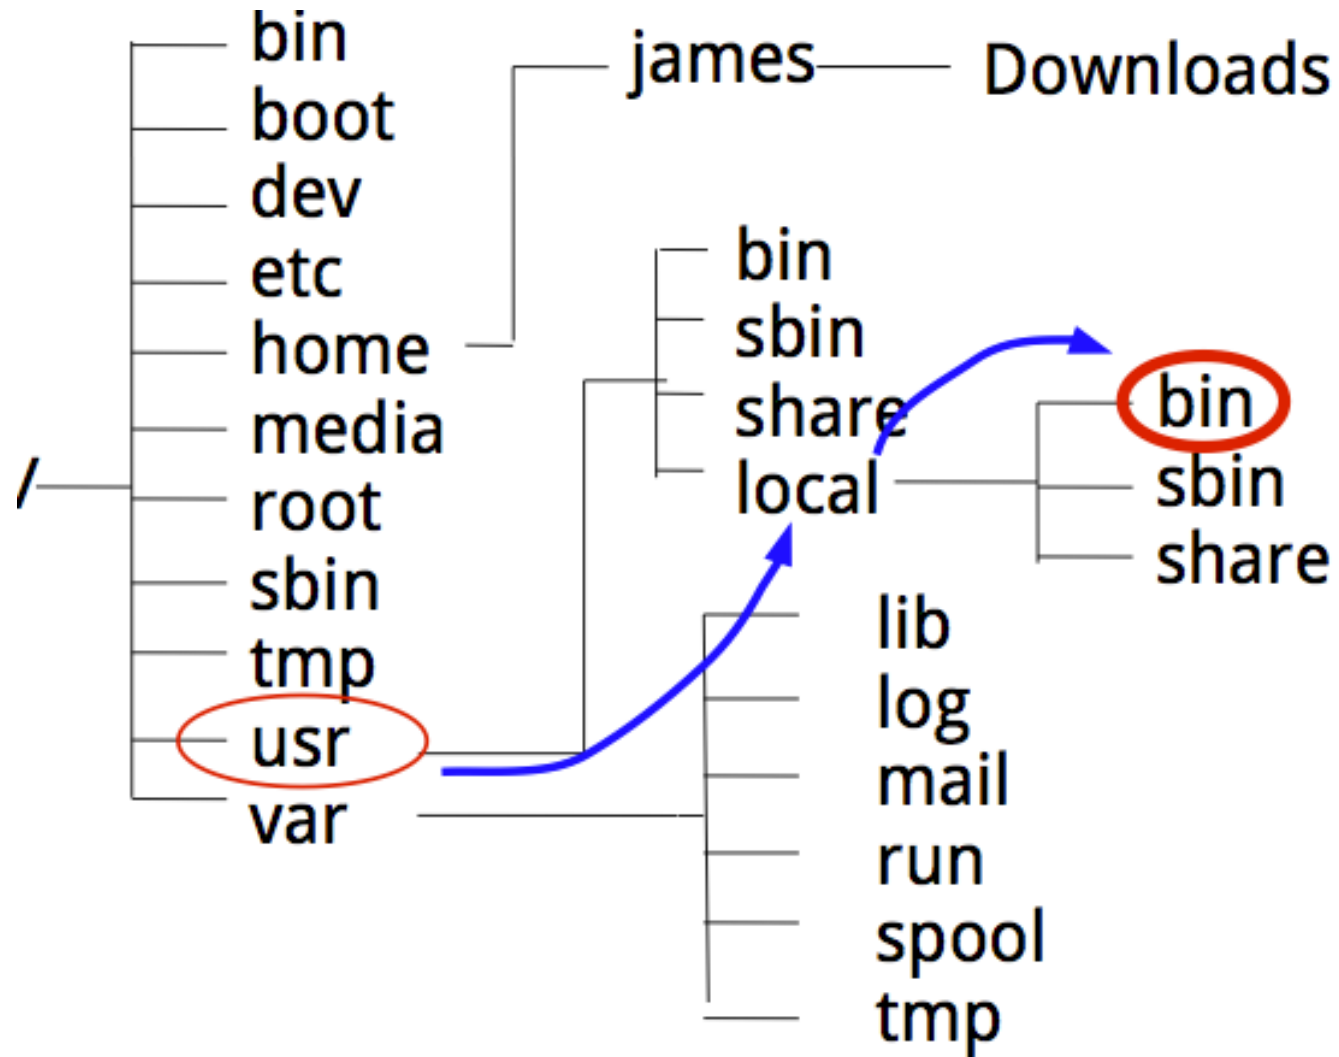 /
bin
boot
dev
etc
home
media
root
sbin
tmp
usr
var
james
Downloads
bin
sbin
share
local
bin
sbin
share
lib
log
mail
run
spool
tmp